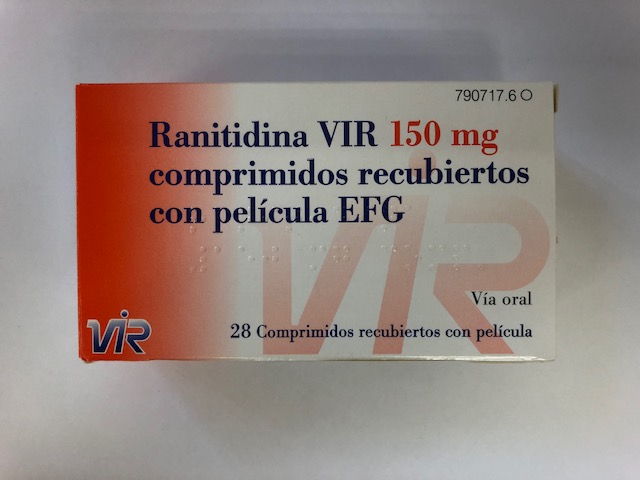 790717.6 O
Ranitidina VIR 150 mg
comprimidos recubiertos
con película EFG
Vía oral
VIR
28 Comprimidos recubiertos con película
VIR